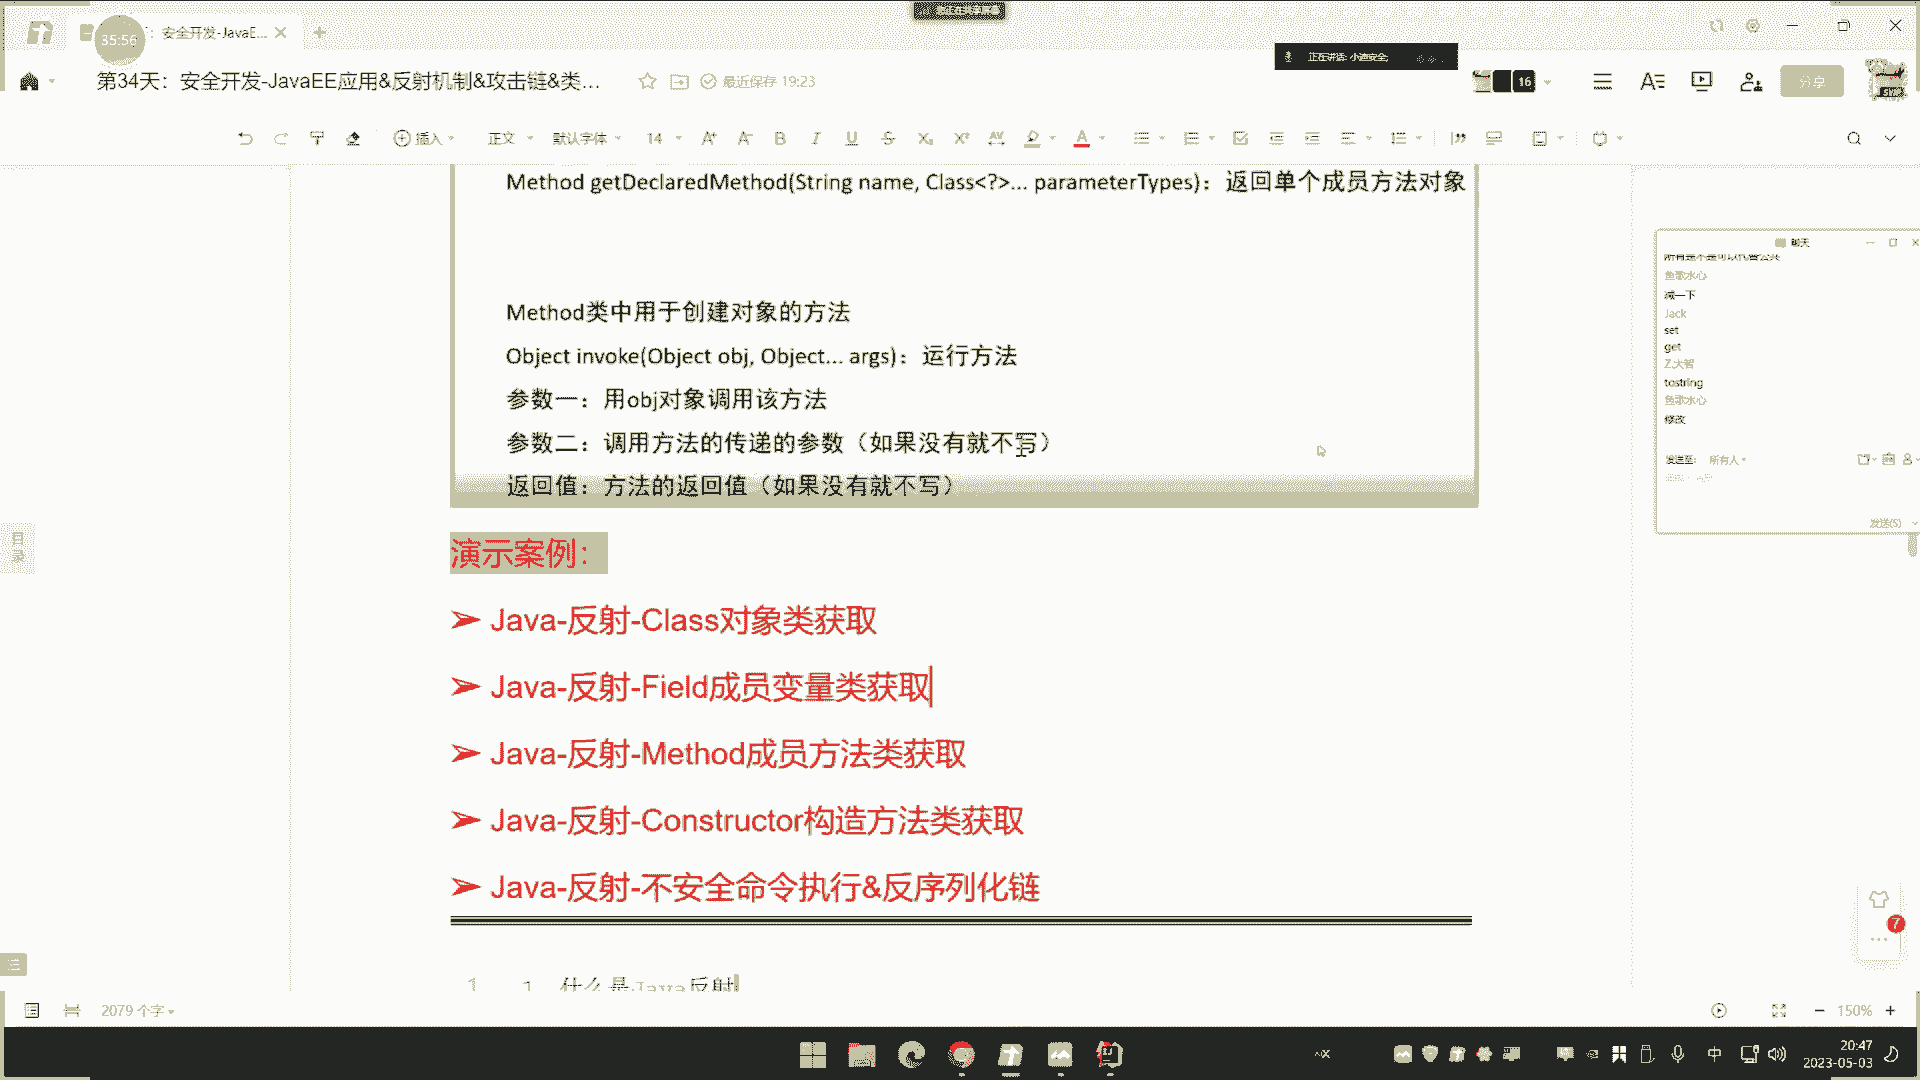 35:56
安全开发-JavaE...
正在讲话: 小迪安全;
第34天：安全开发-JavaEE应用&反射机制&攻击链&类...
最近保存 19:23
16
分享
插入
正文
默认字体
14
Method getDeclaredMethod(String name, Class<?>... parameterTypes)：返回单个成员方法对象
Method类中用于创建对象的方法
Object invoke(Object obj, Object... args)：运行方法
参数一：用obj对象调用该方法
参数二：调用方法的传递的参数（如果没有就不写）
返回值：方法的返回值（如果没有就不写）
演示案例：
➢ Java-反射-Class对象类获取
➢ Java-反射-Field成员变量类获取
➢ Java-反射-Method成员方法类获取
➢ Java-反射-Constructor构造方法类获取
➢ Java-反射-不安全命令执行&反序列化链
1 1. 什么是Java反射
目录
聊天
所有是不是可以代替公共
鱼歌水心
减一下
Jack
set
get
Z.大智
tostring
鱼歌水心
修改
发送至: 所有人
发送(S)
7
2079 个字
150%
中
20:47
2023-05-03